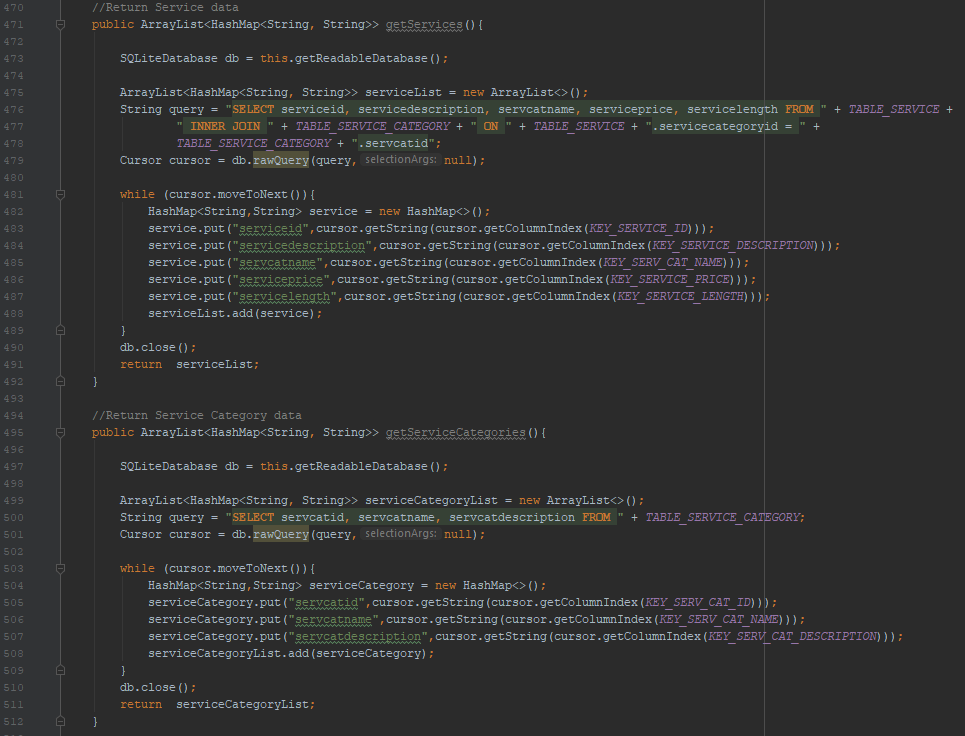 470 //Return Service data
471 public ArrayList<HashMap<String, String>> getServices(){
472
473 SQLiteDatabase db = this.getReadableDatabase();
474
475 ArrayList<HashMap<String, String>> serviceList = new ArrayList<>();
476 String query = "SELECT serviceid, servicedescription, servcatname, serviceprice, servicelength FROM " + TABLE_SERVICE +
477 " INNER JOIN " + TABLE_SERVICE_CATEGORY + " ON " + TABLE_SERVICE + ".servicecategoryid = " +
478 TABLE_SERVICE_CATEGORY + ".servcatid";
479 Cursor cursor = db.rawQuery(query, selectionArgs: null);
480
481 while (cursor.moveToNext()){
482 HashMap<String,String> service = new HashMap<>();
483 service.put("serviceid",cursor.getString(cursor.getColumnIndex(KEY_SERVICE_ID)));
484 service.put("servicedescription",cursor.getString(cursor.getColumnIndex(KEY_SERVICE_DESCRIPTION)));
485 service.put("servcatname",cursor.getString(cursor.getColumnIndex(KEY_SERV_CAT_NAME)));
486 service.put("serviceprice",cursor.getString(cursor.getColumnIndex(KEY_SERVICE_PRICE)));
487 service.put("servicelength",cursor.getString(cursor.getColumnIndex(KEY_SERVICE_LENGTH)));
488 serviceList.add(service);
489 }
490 db.close();
491 return  serviceList;
492 }
493
494 //Return Service Category data
495 public ArrayList<HashMap<String, String>> getServiceCategories(){
496
497 SQLiteDatabase db = this.getReadableDatabase();
498
499 ArrayList<HashMap<String, String>> serviceCategoryList = new ArrayList<>();
500 String query = "SELECT servcatid, servcatname, servcatdescription FROM " + TABLE_SERVICE_CATEGORY;
501 Cursor cursor = db.rawQuery(query, selectionArgs: null);
502
503 while (cursor.moveToNext()){
504 HashMap<String,String> serviceCategory = new HashMap<>();
505 serviceCategory.put("servcatid",cursor.getString(cursor.getColumnIndex(KEY_SERV_CAT_ID)));
506 serviceCategory.put("servcatname",cursor.getString(cursor.getColumnIndex(KEY_SERV_CAT_NAME)));
507 serviceCategory.put("servcatdescription",cursor.getString(cursor.getColumnIndex(KEY_SERV_CAT_DESCRIPTION)));
508 serviceCategoryList.add(serviceCategory);
509 }
510 db.close();
511 return  serviceCategoryList;
512 }